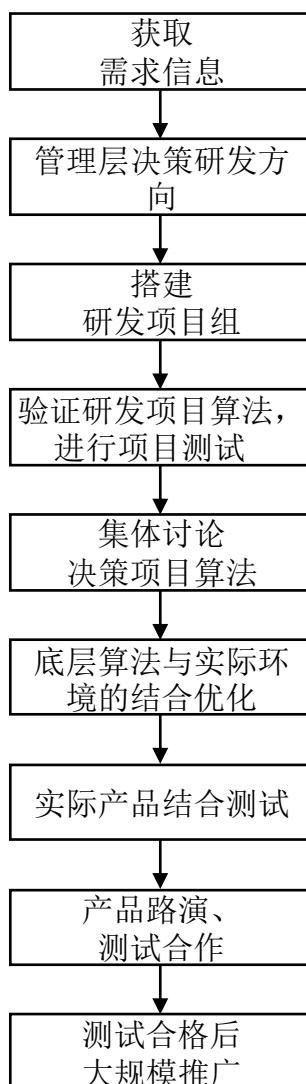 获取
需求信息
管理层决策研发方
向
搭建
研发项目组
验证研发项目算法，
进行项目测试
集体讨论
决策项目算法
底层算法与实际环
境的结合优化
实际产品结合测试
产品路演、
测试合作
测试合格后
大规模推广